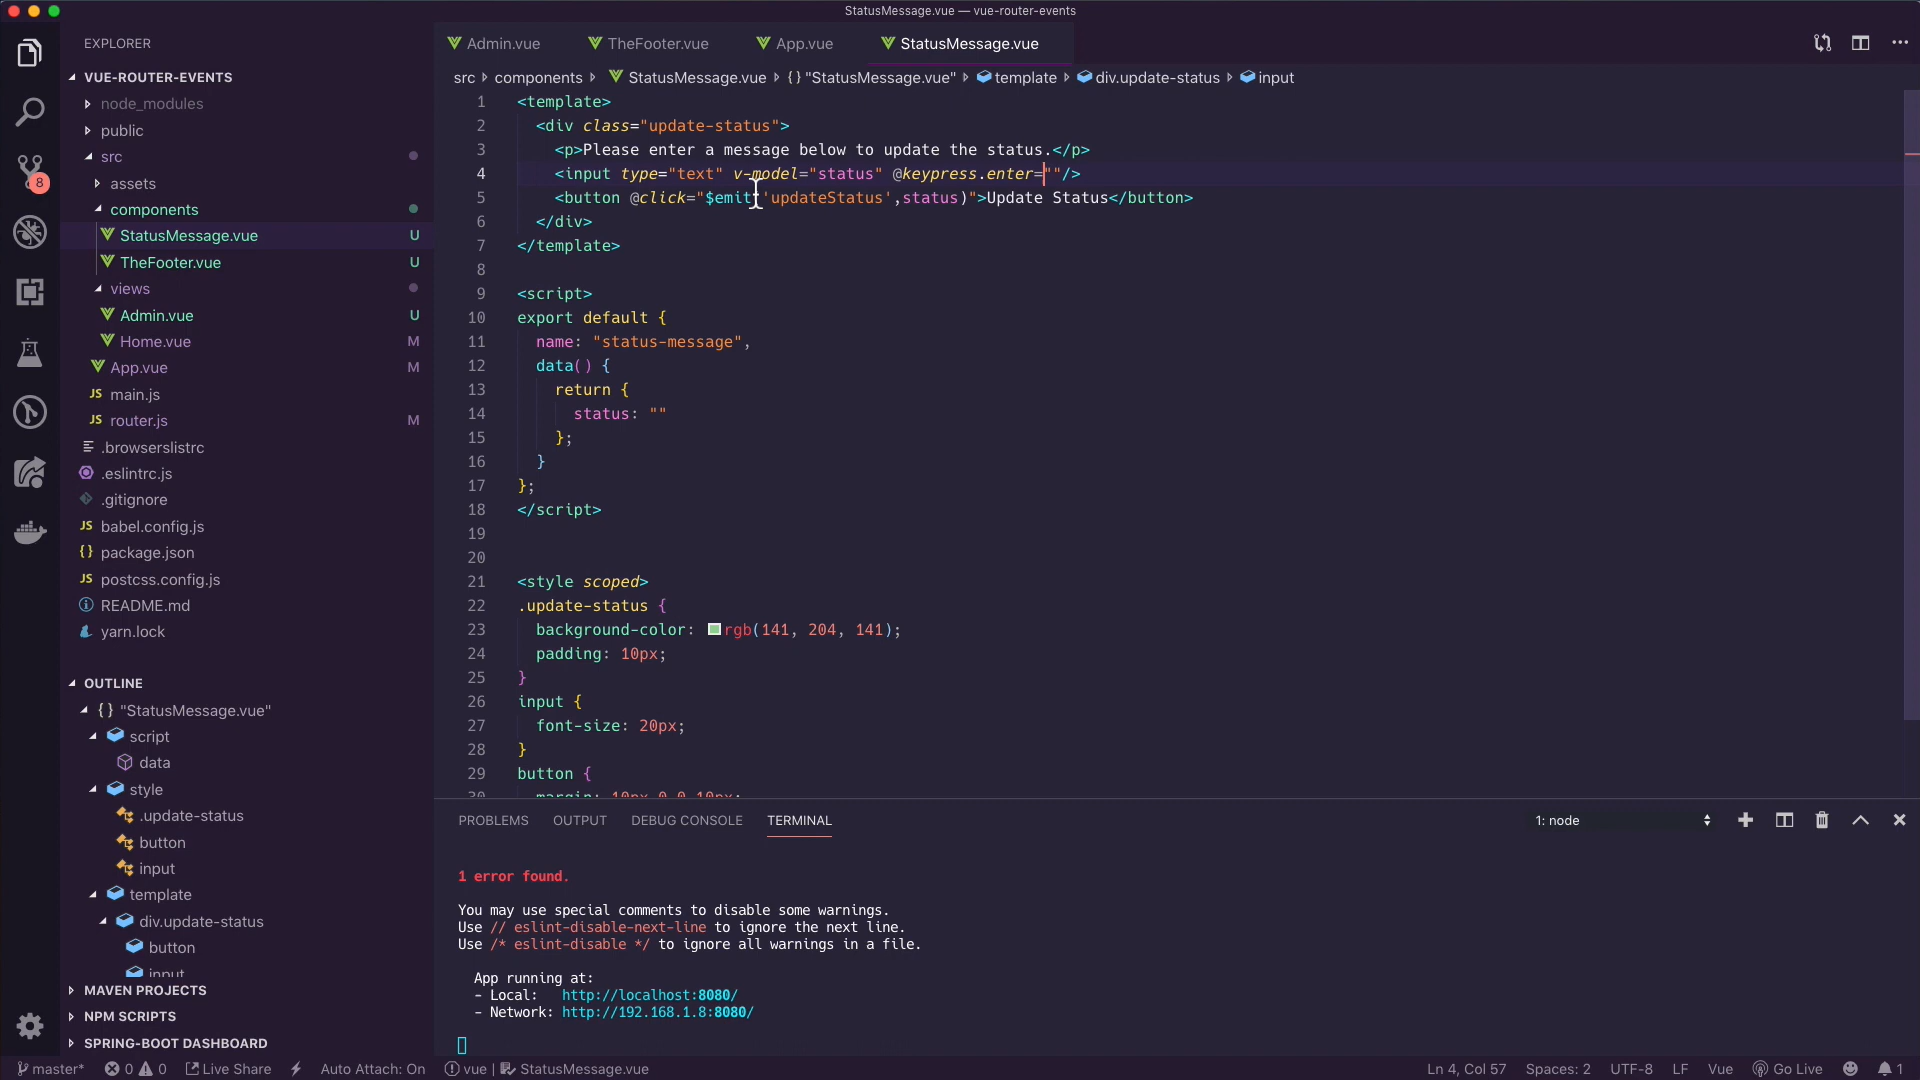 StatusMessage.vue — vue-router-events
EXPLORER
VUE-ROUTER-EVENTS
node_modules
public
src
assets
components
StatusMessage.vue U
TheFooter.vue U
views
Admin.vue U
Home.vue M
App.vue M
JS main.js
JS router.js M
.browserslistrc
.eslintrc.js
.gitignore
JS babel.config.js
{} package.json
JS postcss.config.js
README.md
yarn.lock
8
OUTLINE
{} "StatusMessage.vue"
script
data
style
.update-status
button
input
template
div.update-status
button
input
MAVEN PROJECTS
NPM SCRIPTS
SPRING-BOOT DASHBOARD
Admin.vue TheFooter.vue App.vue StatusMessage.vue
src components StatusMessage.vue {} "StatusMessage.vue" template div.update-status input
1 <template>
2 <div class="update-status">
3 <p>Please enter a message below to update the status.</p>
4 <input type="text" v-model="status" @keypress.enter=""/>
5 <button @click="$emit('updateStatus',status)">Update Status</button>
6 </div>
7 </template>
8
9 <script>
10 export default {
11 name: "status-message",
12 data() {
13 return {
14 status: ""
15 };
16 }
17 };
18 </script>
19
20
21 <style scoped>
22 .update-status {
23 background-color: rgb(141, 204, 141);
24 padding: 10px;
25 }
26 input {
27 font-size: 20px;
28 }
29 button {
30 margin: 10px 0 0 10px;
PROBLEMS OUTPUT DEBUG CONSOLE TERMINAL 1: node
1 error found.
You may use special comments to disable some warnings.
Use // eslint-disable-next-line to ignore the next line.
Use /* eslint-disable */ to ignore all warnings in a file.
App running at:
- Local: http://localhost:8080/
- Network: http://192.168.1.8:8080/
master* 0 0 Live Share Auto Attach: On vue | StatusMessage.vue Ln 4, Col 57 Spaces: 2 UTF-8 LF Vue Go Live 1